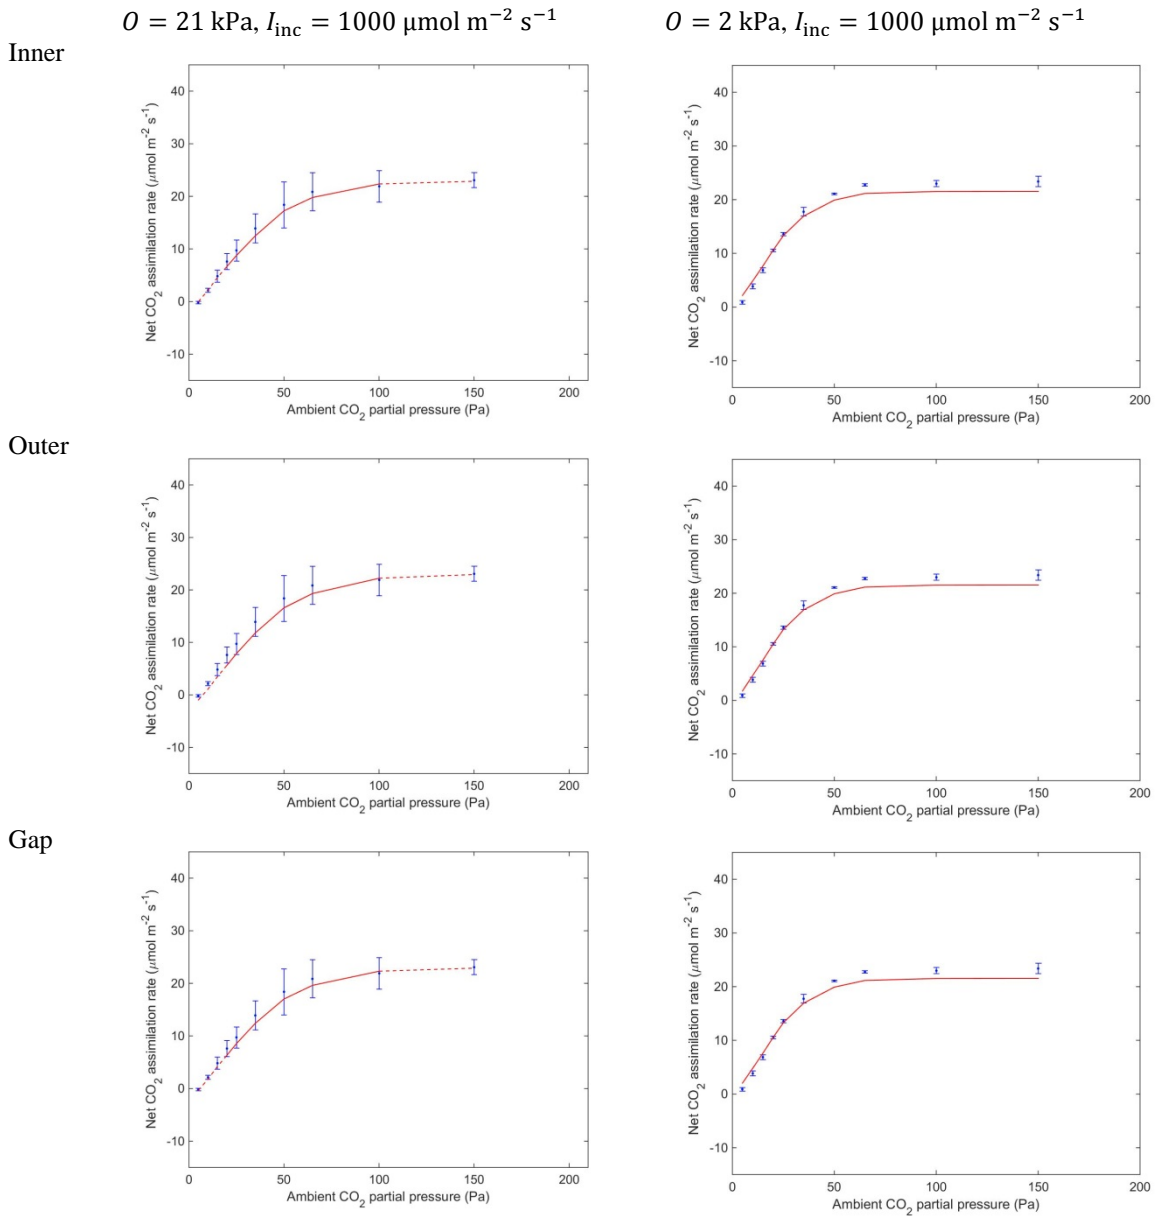 O = 21 kPa, I_inc = 1000 μmol m⁻² s⁻¹
O = 2 kPa, I_inc = 1000 μmol m⁻² s⁻¹
Inner
Net CO₂ assimilation rate (μmol m⁻² s⁻¹)
40
30
20
10
0
-10
0 50 100 150 200
Ambient CO₂ partial pressure (Pa)
Net CO₂ assimilation rate (μmol m⁻² s⁻¹)
40
30
20
10
0
-10
0 50 100 150 200
Ambient CO₂ partial pressure (Pa)
Outer
Net CO₂ assimilation rate (μmol m⁻² s⁻¹)
40
30
20
10
0
-10
0 50 100 150 200
Ambient CO₂ partial pressure (Pa)
Net CO₂ assimilation rate (μmol m⁻² s⁻¹)
40
30
20
10
0
-10
0 50 100 150 200
Ambient CO₂ partial pressure (Pa)
Gap
Net CO₂ assimilation rate (μmol m⁻² s⁻¹)
40
30
20
10
0
-10
0 50 100 150 200
Ambient CO₂ partial pressure (Pa)
Net CO₂ assimilation rate (μmol m⁻² s⁻¹)
40
30
20
10
0
-10
0 50 100 150 200
Ambient CO₂ partial pressure (Pa)